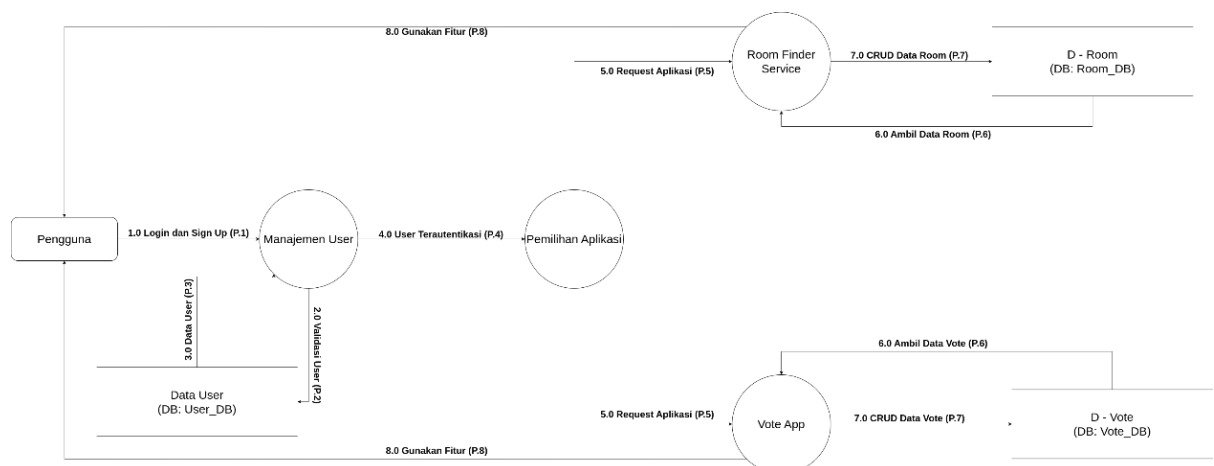 8.0 Gunakan Fitur (P.8)
Room Finder
Service
5.0 Request Aplikasi (P.5)
7.0 CRUD Data Room (P.7)
D - Room
(DB: Room_DB)
6.0 Ambil Data Room (P.6)
Pengguna
1.0 Login dan Sign Up (P.1)
Manajemen User
4.0 User Terautentikasi (P.4)
Pemilihan Aplikasi
3.0 Data User (P.3)
2.0 Validasi User (P.2)
Data User
(DB: User_DB)
6.0 Ambil Data Vote (P.6)
5.0 Request Aplikasi (P.5)
Vote App
7.0 CRUD Data Vote (P.7)
D - Vote
(DB: Vote_DB)
8.0 Gunakan Fitur (P.8)